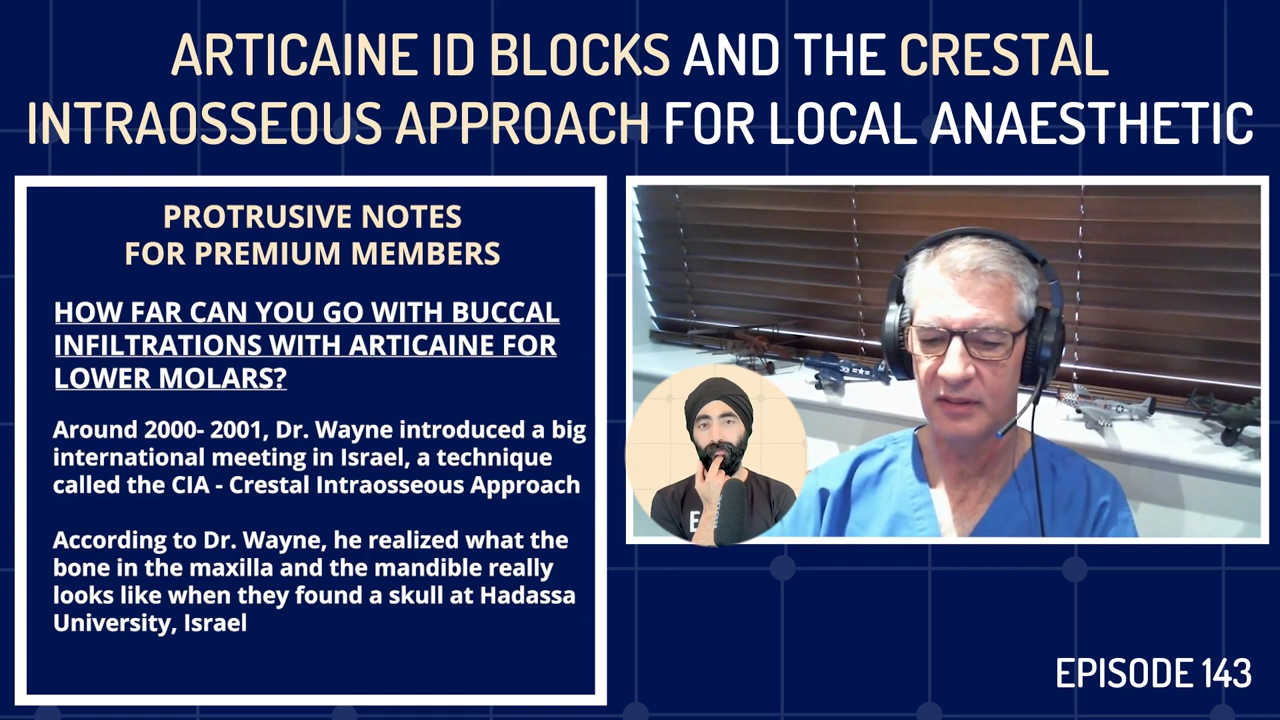 ARTICAINE ID BLOCKS AND THE CRESTAL
INTRAOSSEOUS APPROACH FOR LOCAL ANAESTHETIC
PROTRUSIVE NOTES
FOR PREMIUM MEMBERS
HOW FAR CAN YOU GO WITH BUCCAL
INFILTRATIONS WITH ARTICAINE FOR
LOWER MOLARS?
Around 2000- 2001, Dr. Wayne introduced a big
international meeting in Israel, a technique
called the CIA - Crestal Intraosseous Approach
According to Dr. Wayne, he realized what the
bone in the maxilla and the mandible really
looks like when they found a skull at Hadassa
University, Israel
E
EPISODE 143